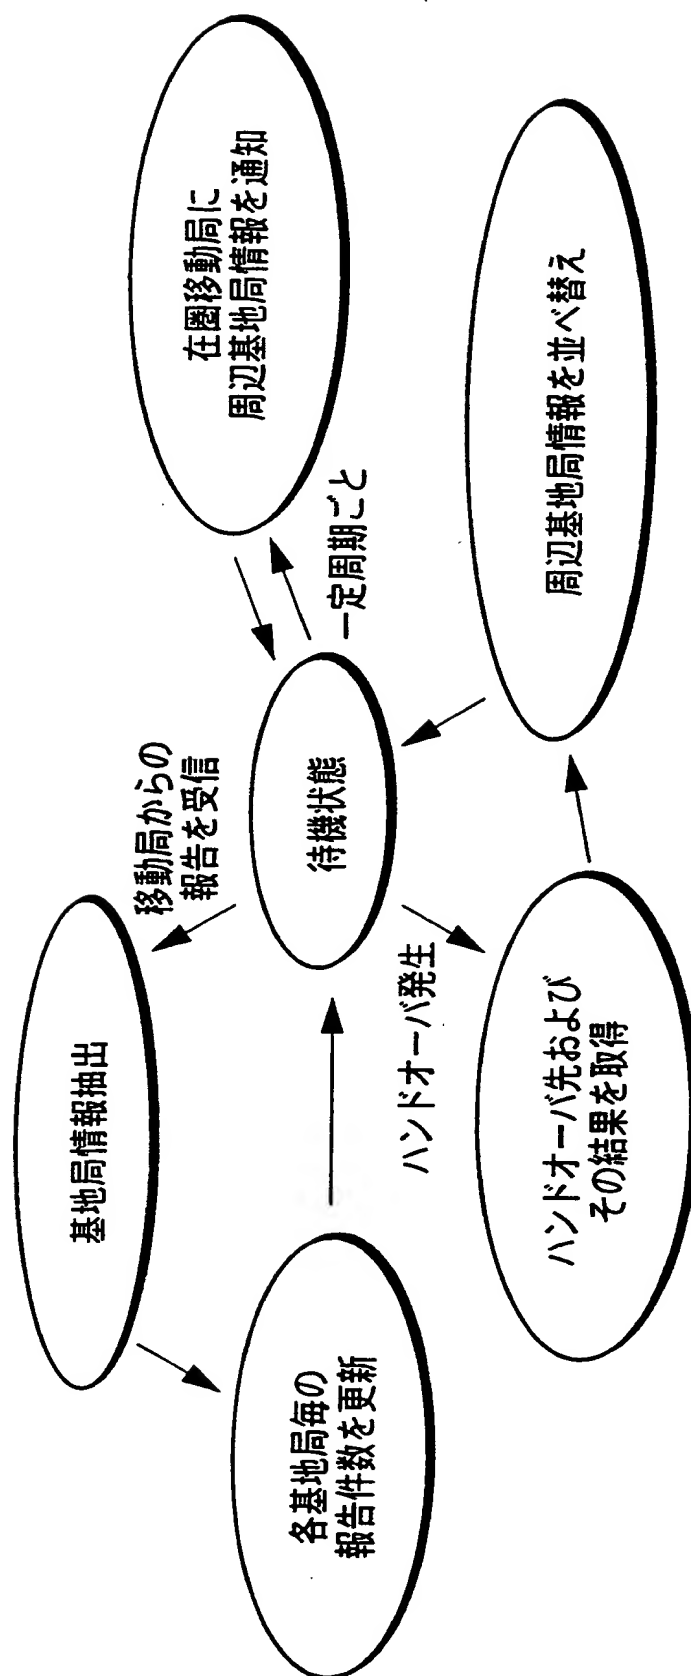 基地局情報抽出
移動局からの
報告を受信
在圏移動局に
周辺基地局情報を通知
各基地局毎の
報告件数を更新
待機状態
一定周期ごと
ハンドオーバ発生
ハンドオーバ先および
その結果を取得
周辺基地局情報を並べ替え